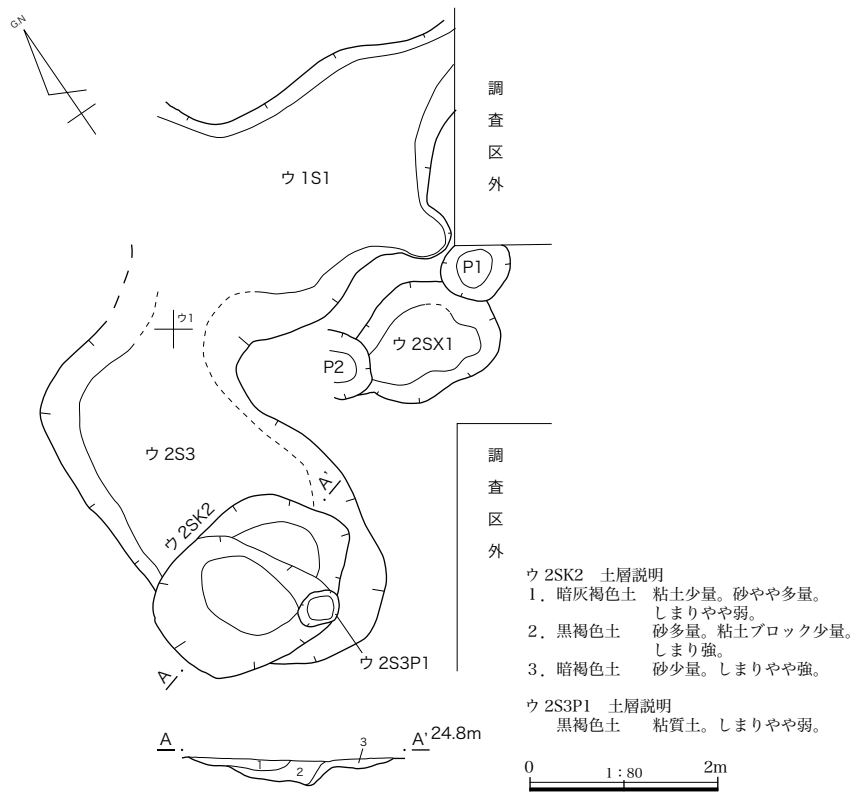 G.N
調査区外
ウ 1S1
P1
ウ1
ウ 2SX1
P2
ウ 2S3
調査区外
A'
ウ 2SK2
A
ウ 2S3P1
ウ 2SK2　土層説明
1．暗灰褐色土　粘土少量。砂やや多量。
しまりやや弱。
2．黒褐色土　砂多量。粘土ブロック少量。
しまり強。
3．暗褐色土　砂少量。しまりやや強。
ウ 2S3P1　土層説明
黒褐色土　粘質土。しまりやや弱。
A
A' 24.8m
1
2
3
0
1：80
2m